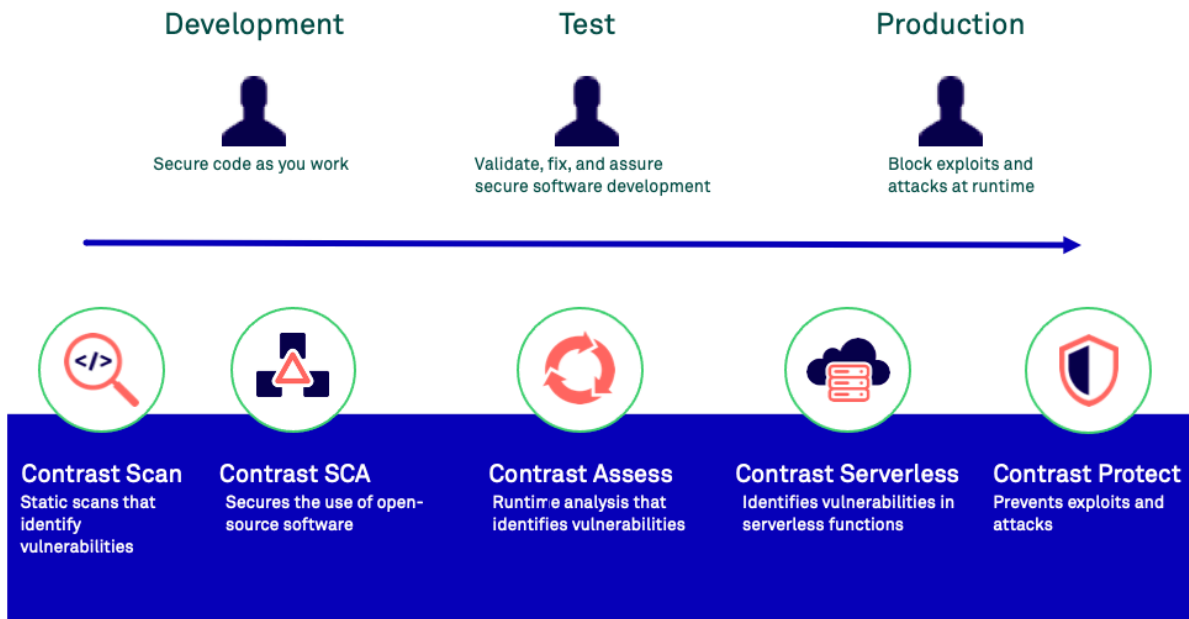 Development
Test
Production
Secure code as you work
Validate, fix, and assure
secure software development
Block exploits and
attacks at runtime
</>
Contrast Scan
Static scans that
identify
vulnerabilities
Contrast SCA
Secures the use of open-
source software
Contrast Assess
Runtime analysis that
identifies vulnerabilities
Contrast Serverless
Identifies vulnerabilities in
serverless functions
Contrast Protect
Prevents exploits and
attacks